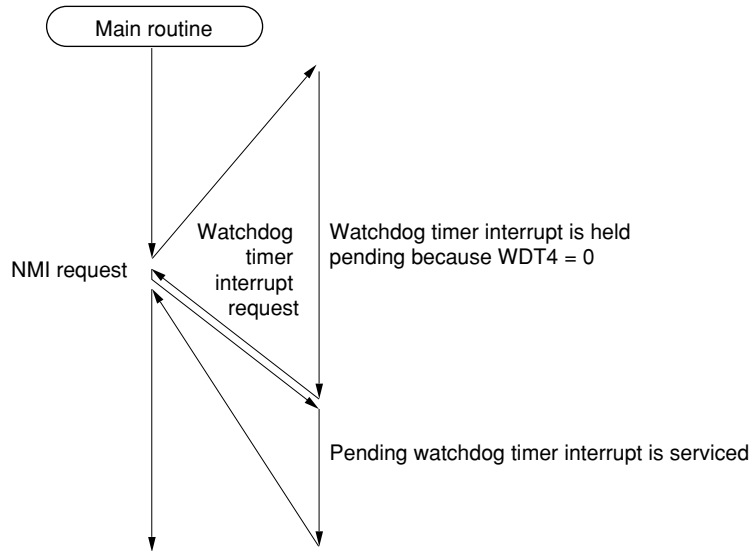 Main routine
NMI request
Watchdog
timer
interrupt
request
Watchdog timer interrupt is held
pending because WDT4 = 0
Pending watchdog timer interrupt is serviced